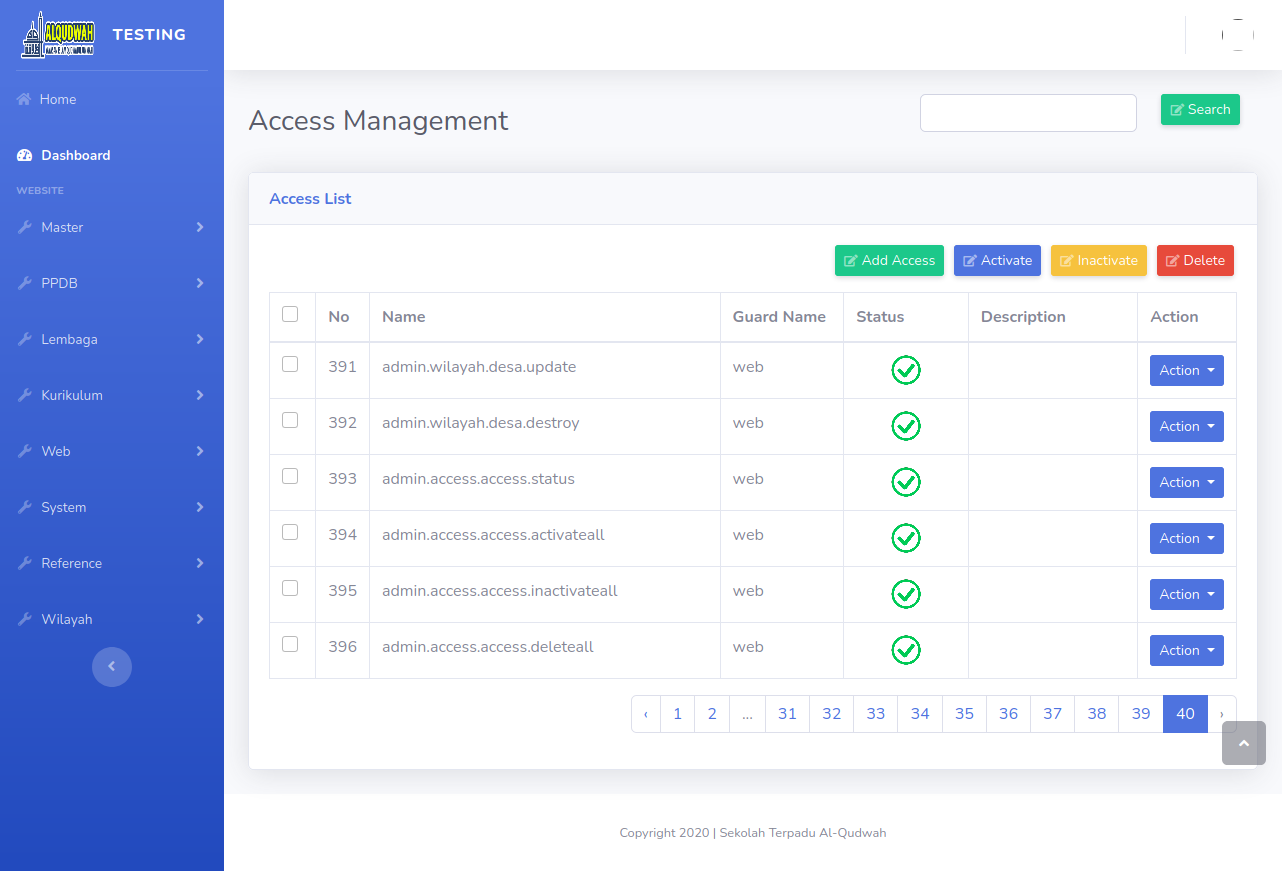 ALQUDWAH
TESTING
Home
Dashboard
WEBSITE
Master
PPDB
Lembaga
Kurikulum
Web
System
Reference
Wilayah
Access Management
Search
Access List
Add Access Activate Inactivate Delete
No Name Guard Name Status Description Action
391 admin.wilayah.desa.update web Action
392 admin.wilayah.desa.destroy web Action
393 admin.access.access.status web Action
394 admin.access.access.activateall web Action
395 admin.access.access.inactivateall web Action
396 admin.access.access.deleteall web Action
‹ 1 2 ... 31 32 33 34 35 36 37 38 39 40 ›
Copyright 2020 | Sekolah Terpadu Al-Qudwah